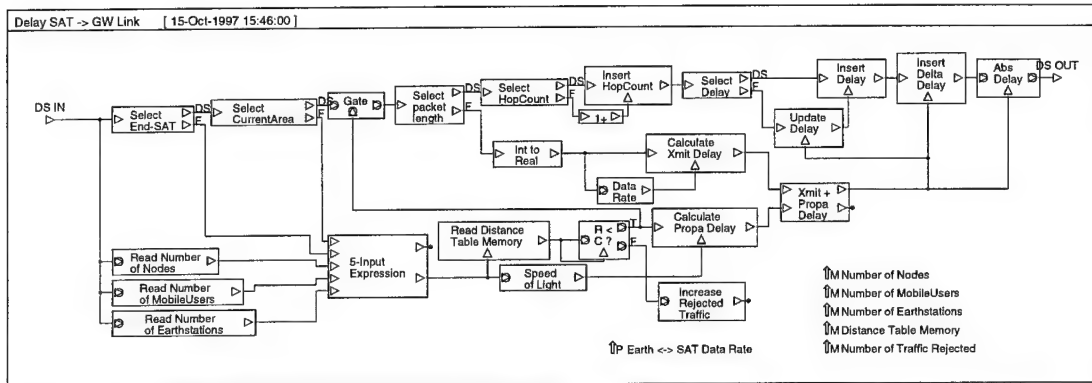 Delay SAT -> GW Link [ 15-Oct-1997 15:46:00 ]
DS IN
Select
End-SAT
DS
F
Select
CurrentArea
DS
F
Gate
Select
packet
length
DS
F
Select
HopCount
DS
F
Insert
HopCount
1+
Select
Delay
DS
F
Insert
Delay
Update
Delay
Insert
Delta
Delay
Abs
Delay
DS OUT
Int to
Real
Calculate
Xmit Delay
Data
Rate
Xmit +
Propa
Delay
Read Distance
Table Memory
R <
C ?
T
F
Calculate
Propa Delay
5-Input
Expression
Speed
of Light
Increase
Rejected
Traffic
Read Number
of Nodes
Read Number
of MobileUsers
Read Number
of Earthstations
⇑P Earth <-> SAT Data Rate
⇑M Number of Nodes
⇑M Number of MobileUsers
⇑M Number of Earthstations
⇑M Distance Table Memory
⇑M Number of Traffic Rejected